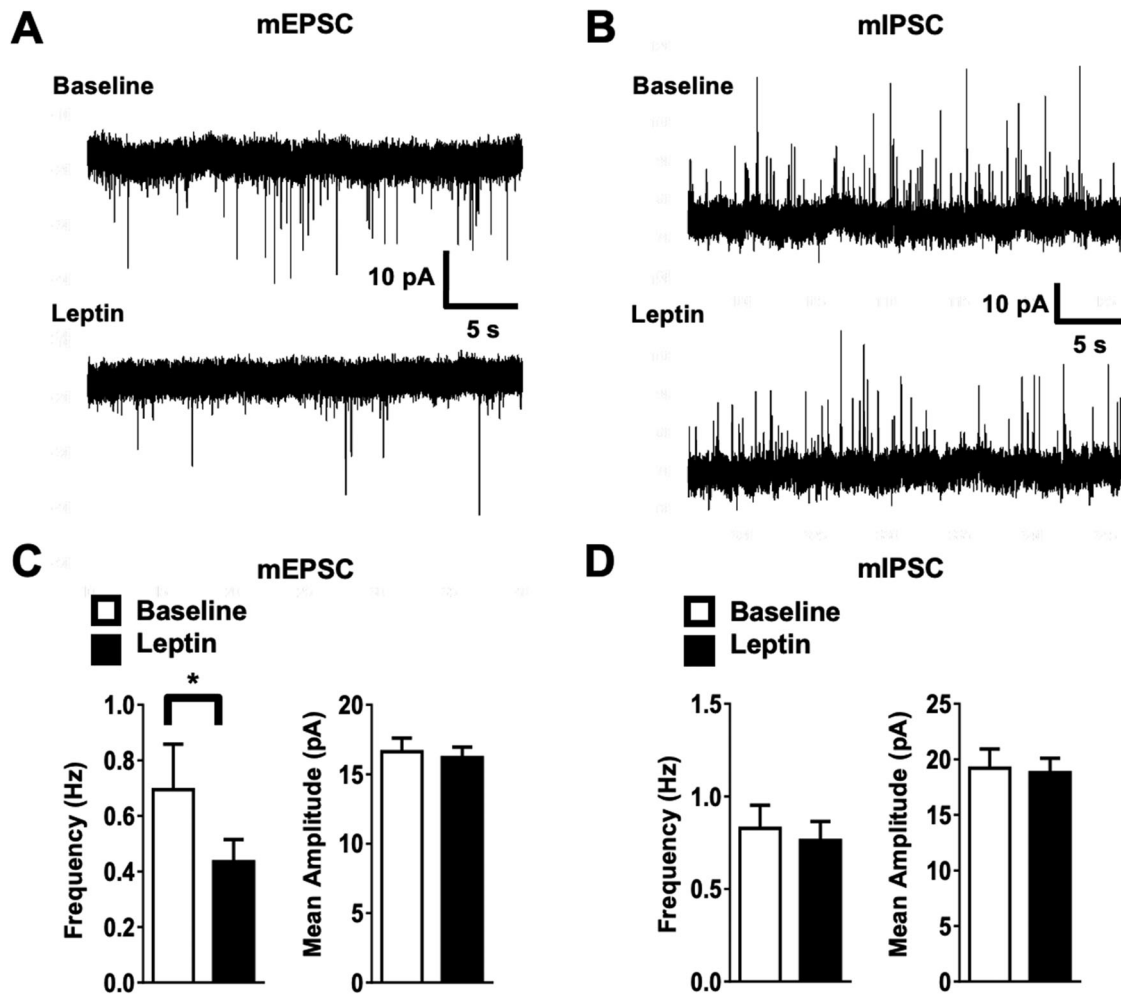 A
mEPSC
Baseline
10 pA
5 s
Leptin
B
mIPSC
Baseline
10 pA
5 s
Leptin
C
mEPSC
Baseline
Leptin
*
Frequency (Hz)
1.0
0.8
0.6
0.4
0.2
0.0
Mean Amplitude (pA)
20
15
10
5
0
D
mIPSC
Baseline
Leptin
Frequency (Hz)
1.5
1.0
0.5
0.0
Mean Amplitude (pA)
25
20
15
10
5
0